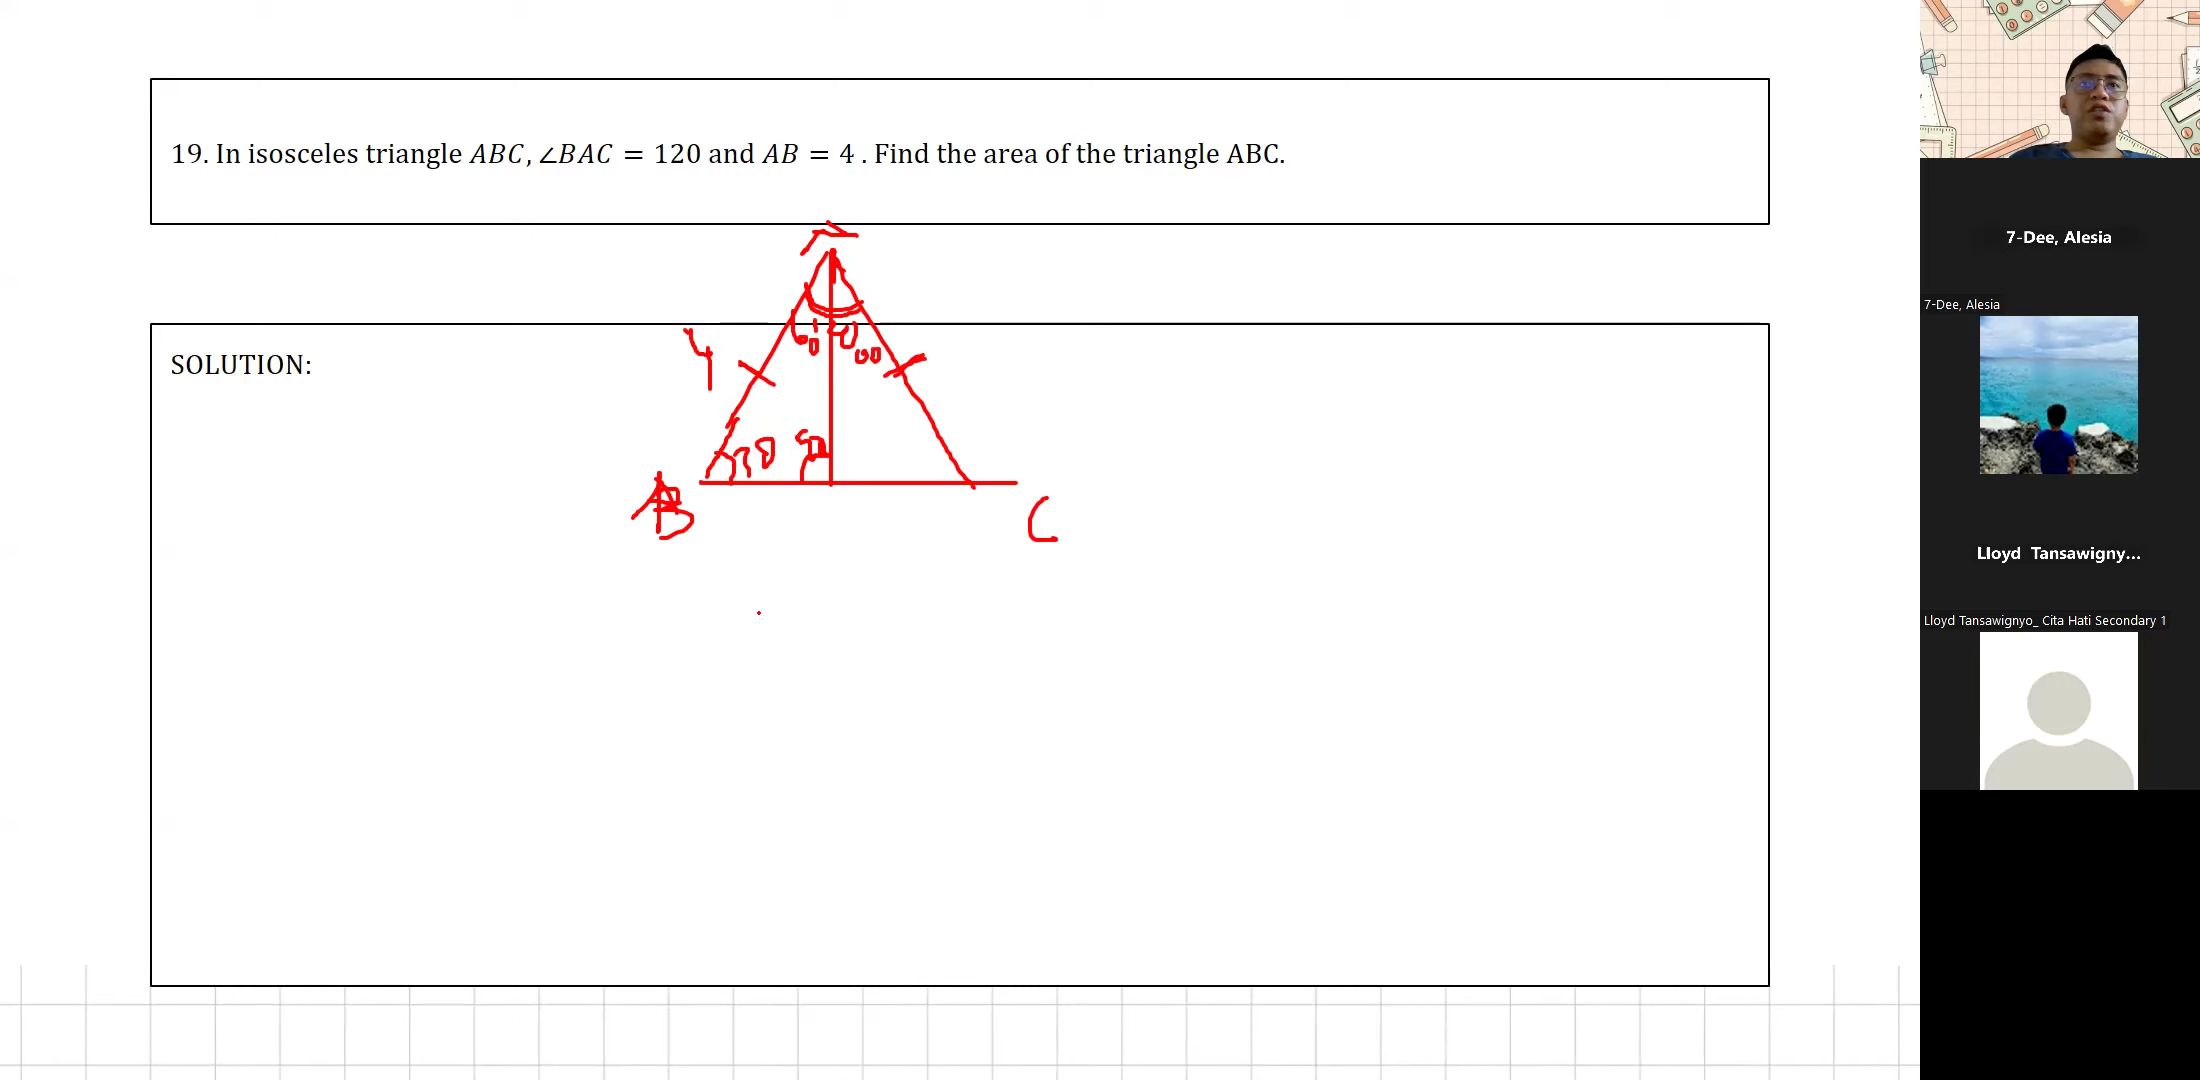 19. In isosceles triangle ABC, ∠BAC = 120 and AB = 4 . Find the area of the triangle ABC.
SOLUTION:
4
120
60
60
30
B
C
7-Dee, Alesia
7-Dee, Alesia
Lloyd Tansawigny...
Lloyd Tansawignyo_ Cita Hati Secondary 1